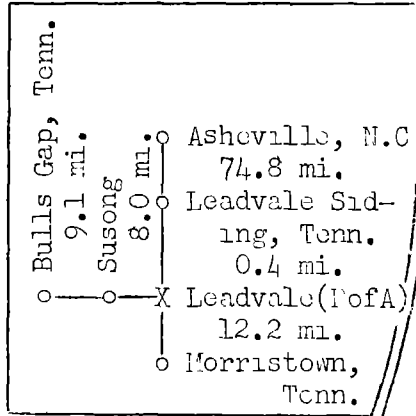 Bulls Gap, Tenn.
9.1 mi.
Susong
8.0 mi.
Asheville, N.C
74.8 mi.
Leadvale Sid-
ing, Tenn.
0.4 mi.
X Leadvale(PofA)
12.2 mi.
Morristown,
Tenn.